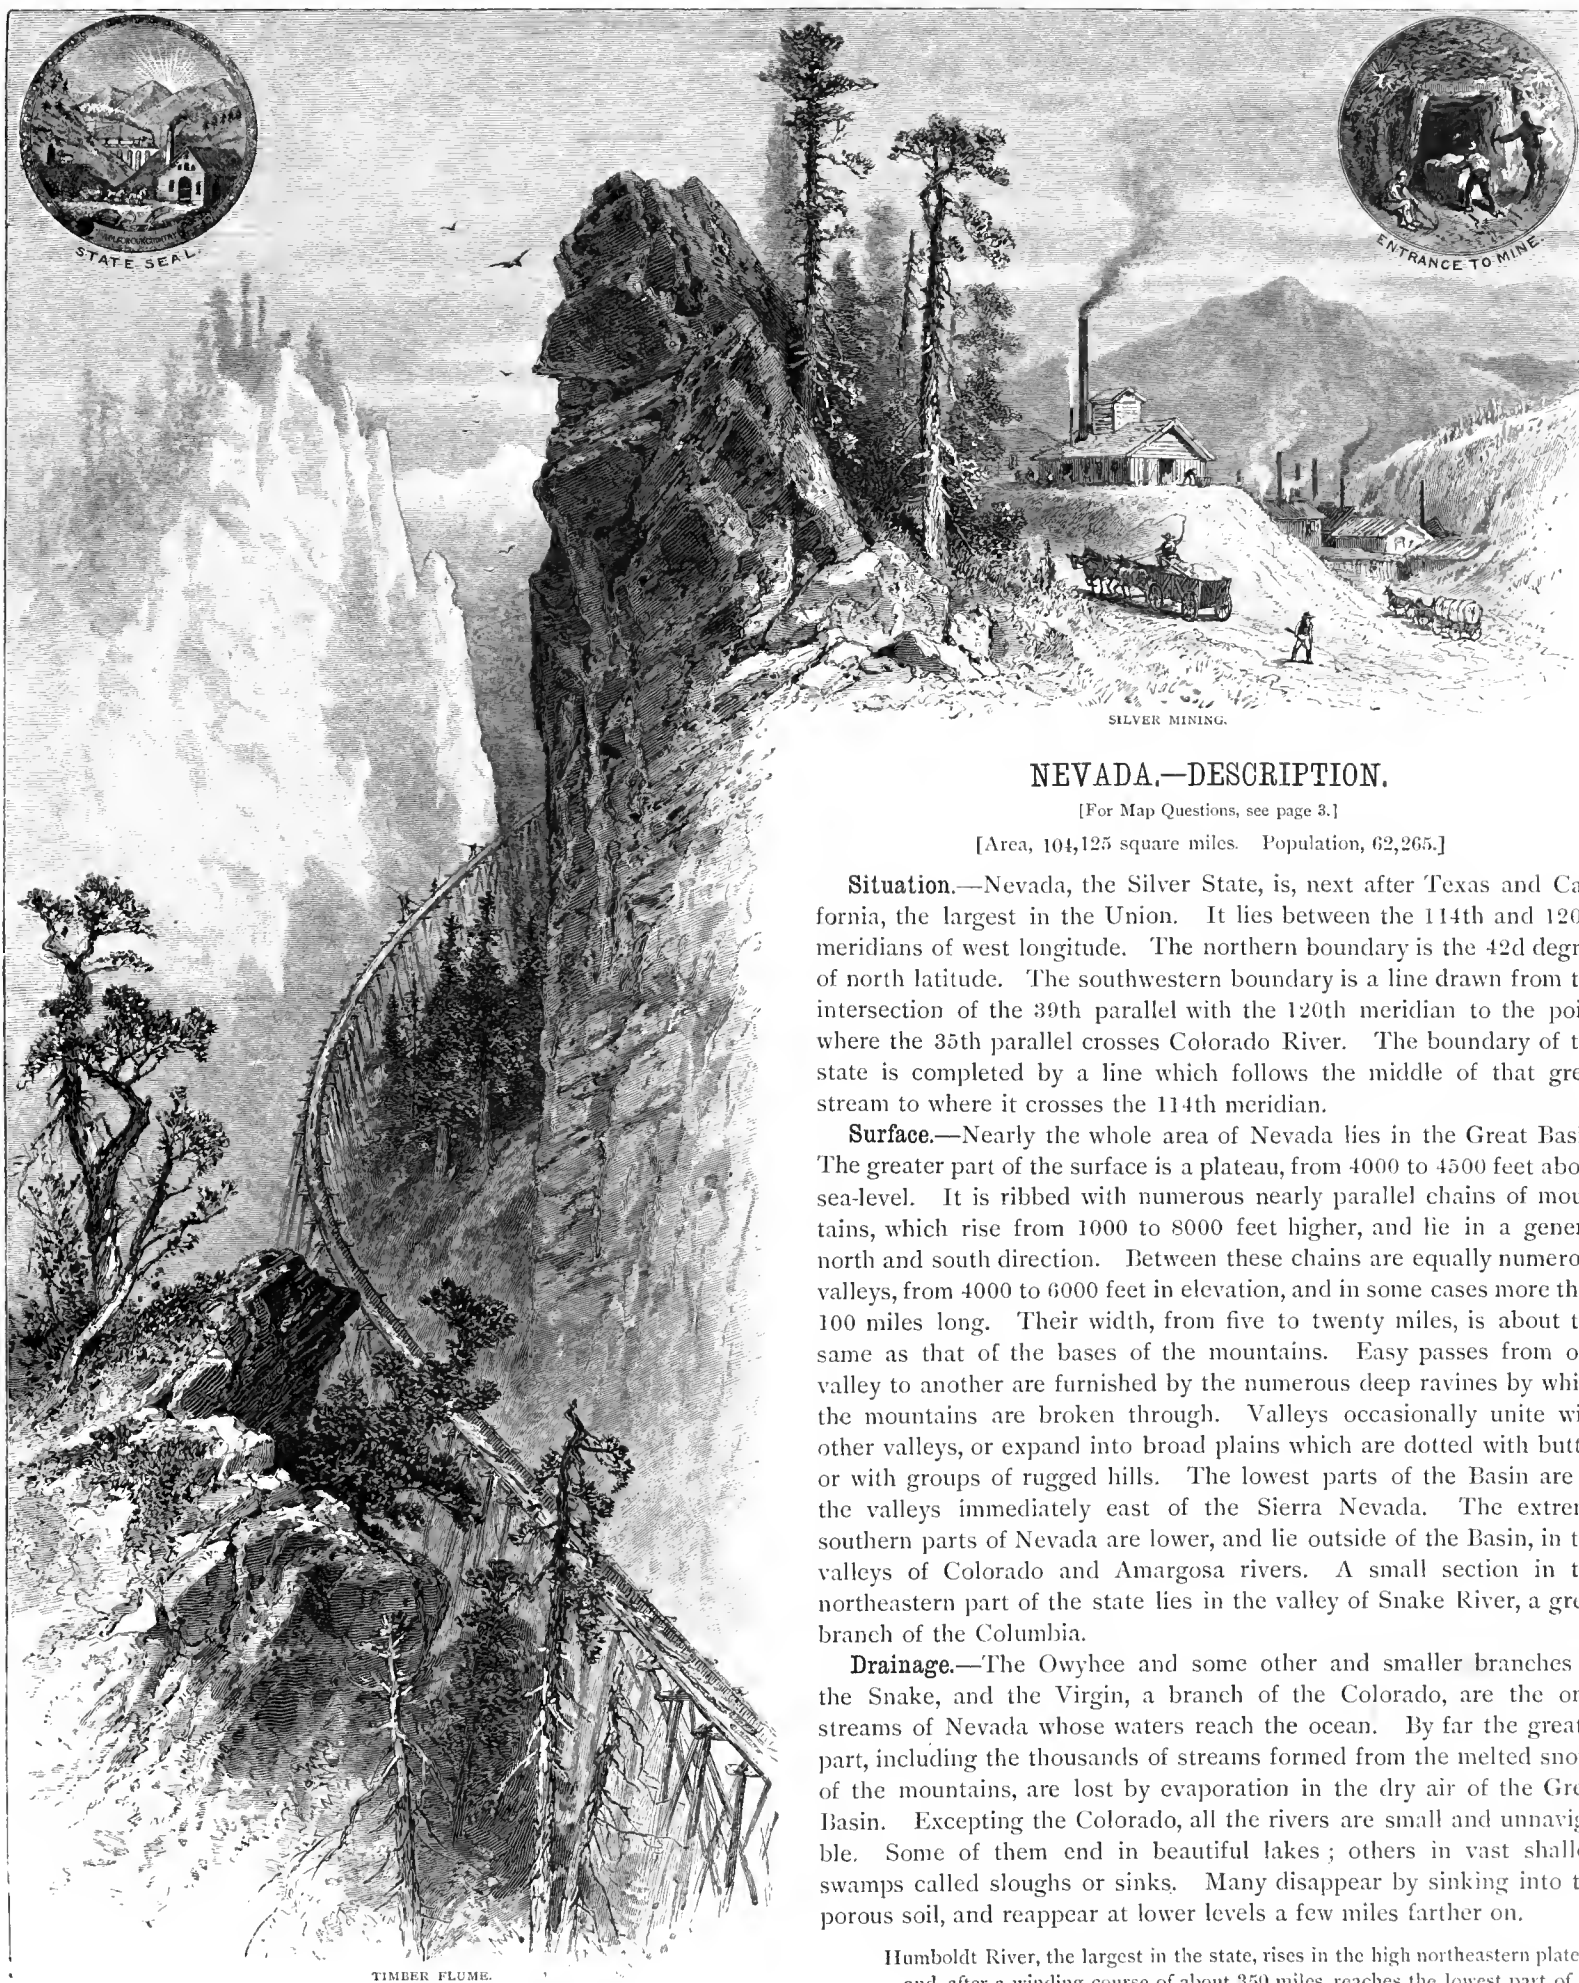 STATE SEAL.
ENTRANCE TO MINE.
SILVER MINING.
NEVADA.—DESCRIPTION.
[For Map Questions, see page 3.]
[Area, 104,125 square miles. Population, 62,265.]
Situation.—Nevada, the Silver State, is, next after Texas and Ca
fornia, the largest in the Union. It lies between the 114th and 120
meridians of west longitude. The northern boundary is the 42d degr
of north latitude. The southwestern boundary is a line drawn from t
intersection of the 39th parallel with the 120th meridian to the poi
where the 35th parallel crosses Colorado River. The boundary of t
state is completed by a line which follows the middle of that gre
stream to where it crosses the 114th meridian.
Surface.—Nearly the whole area of Nevada lies in the Great Bas
The greater part of the surface is a plateau, from 4000 to 4500 feet abo
sea-level. It is ribbed with numerous nearly parallel chains of mou
tains, which rise from 1000 to 8000 feet higher, and lie in a gener
north and south direction. Between these chains are equally numero
valleys, from 4000 to 6000 feet in elevation, and in some cases more th
100 miles long. Their width, from five to twenty miles, is about t
same as that of the bases of the mountains. Easy passes from o
valley to another are furnished by the numerous deep ravines by whi
the mountains are broken through. Valleys occasionally unite wi
other valleys, or expand into broad plains which are dotted with butt
or with groups of rugged hills. The lowest parts of the Basin are
the valleys immediately east of the Sierra Nevada. The extrem
southern parts of Nevada are lower, and lie outside of the Basin, in t
valleys of Colorado and Amargosa rivers. A small section in t
northeastern part of the state lies in the valley of Snake River, a gre
branch of the Columbia.
Drainage.—The Owyhee and some other and smaller branches
the Snake, and the Virgin, a branch of the Colorado, are the on
streams of Nevada whose waters reach the ocean. By far the great
part, including the thousands of streams formed from the melted sno
of the mountains, are lost by evaporation in the dry air of the Gre
Basin. Excepting the Colorado, all the rivers are small and unnavig
ble. Some of them end in beautiful lakes; others in vast shall
swamps called sloughs or sinks. Many disappear by sinking into t
porous soil, and reappear at lower levels a few miles farther on.
Humboldt River, the largest in the state, rises in the high northeastern plate
and, after a winding course of about 350 miles, reaches the lowest part of
TIMBER FLUME.